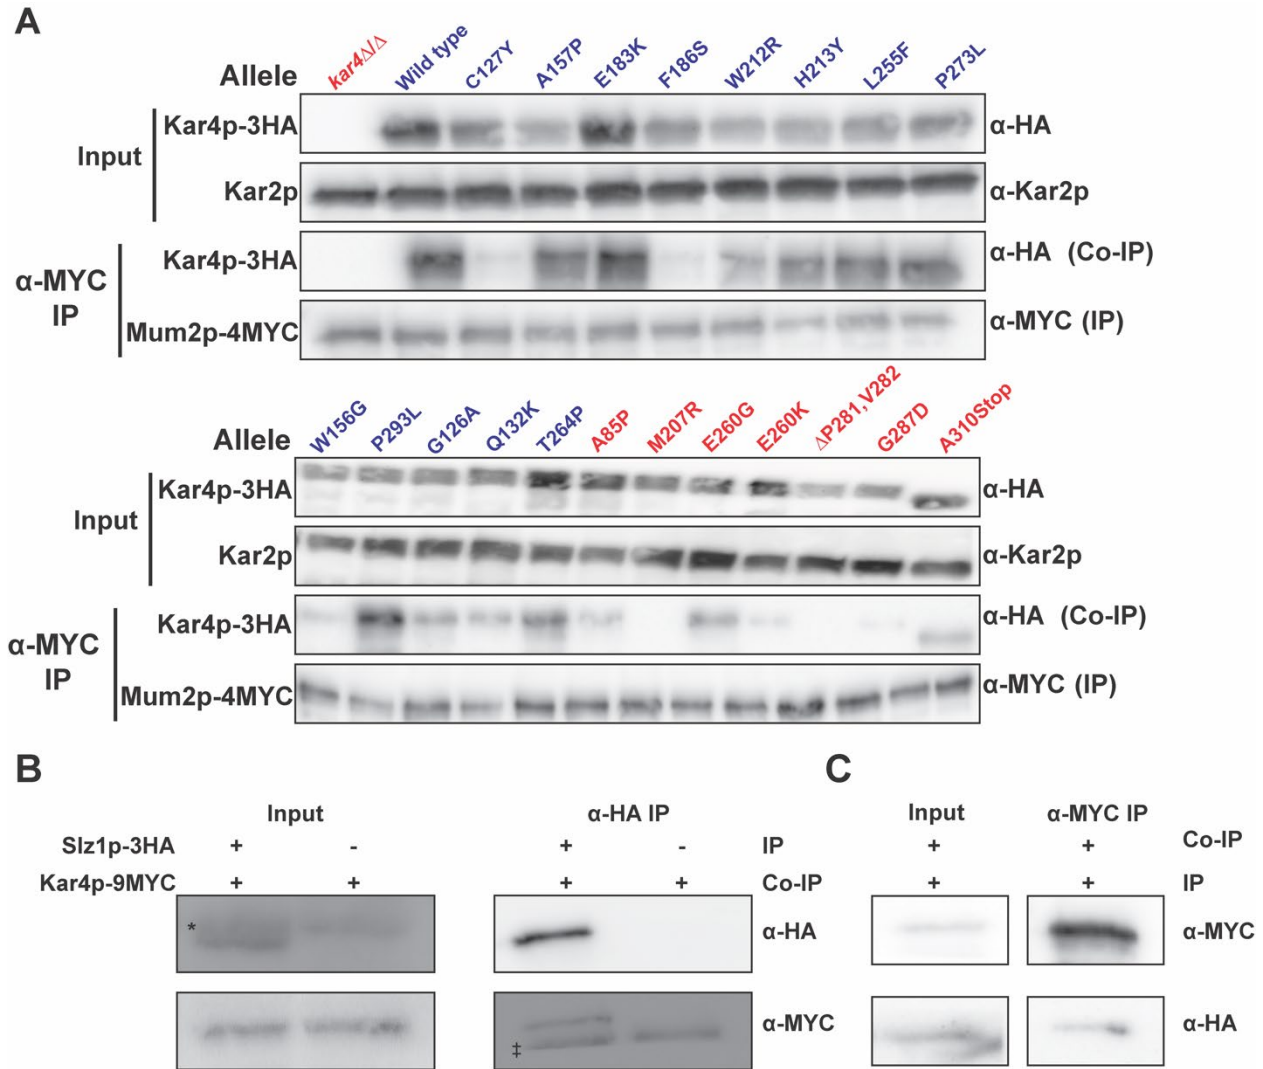 A
Allele kar4Δ/Δ Wild type C127Y A157P E183K F186S W212R H213Y L255F P273L
Kar4p-3HA α-HA
Input
Kar2p α-Kar2p
Kar4p-3HA α-HA (Co-IP)
α-MYC
IP
Mum2p-4MYC α-MYC (IP)
Allele W156G P293L G126A Q132K T264P A85P M207R E260G E260K ΔP281,V282 G287D A310Stop
Kar4p-3HA α-HA
Input
Kar2p α-Kar2p
Kar4p-3HA α-HA (Co-IP)
α-MYC
IP
Mum2p-4MYC α-MYC (IP)
B
Input α-HA IP
Slz1p-3HA + - + - IP
Kar4p-9MYC + + + + Co-IP
* α-HA
‡ α-MYC
C
Input α-MYC IP
+ + Co-IP
+ + IP
α-MYC
α-HA